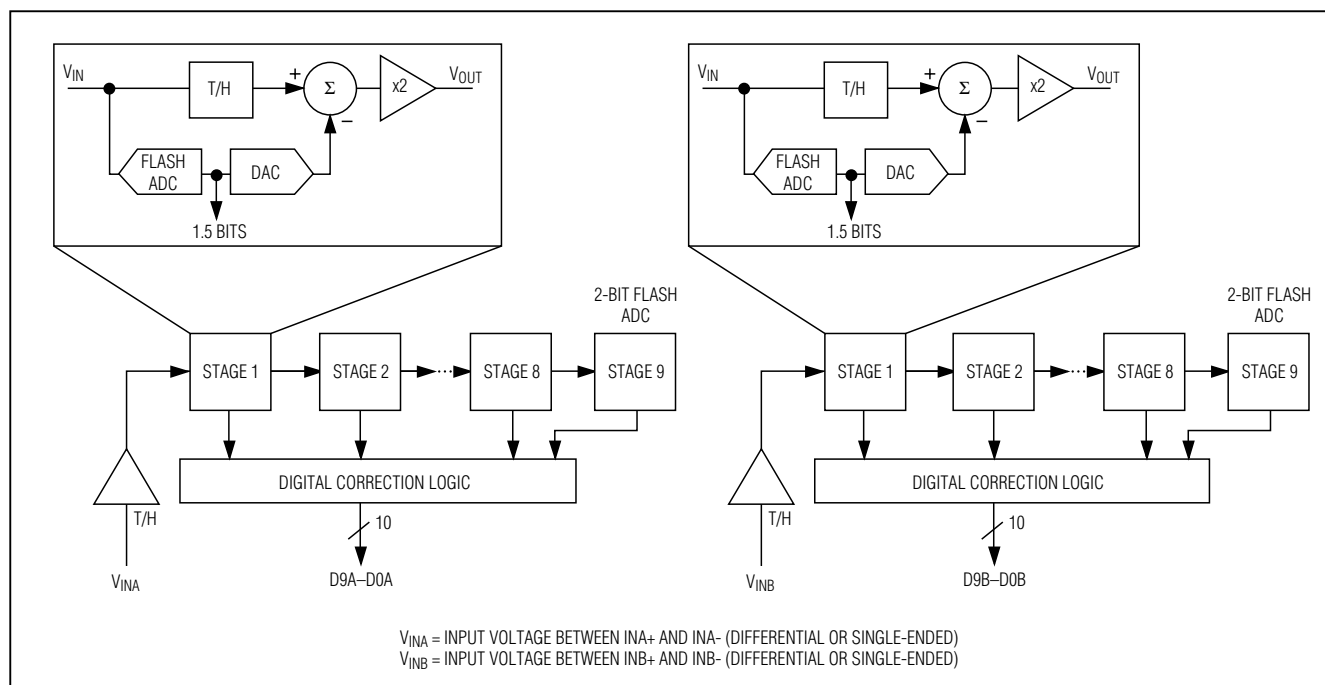 V_IN
T/H
+
Σ
−
x2
V_OUT
FLASH
ADC
DAC
1.5 BITS
2-BIT FLASH
ADC
STAGE 1
STAGE 2
...
STAGE 8
STAGE 9
DIGITAL CORRECTION LOGIC
T/H
10
V_INA
D9A–D0A
V_IN
T/H
+
Σ
−
x2
V_OUT
FLASH
ADC
DAC
1.5 BITS
2-BIT FLASH
ADC
STAGE 1
STAGE 2
...
STAGE 8
STAGE 9
DIGITAL CORRECTION LOGIC
T/H
10
V_INB
D9B–D0B
V_INA = INPUT VOLTAGE BETWEEN INA+ AND INA- (DIFFERENTIAL OR SINGLE-ENDED)
V_INB = INPUT VOLTAGE BETWEEN INB+ AND INB- (DIFFERENTIAL OR SINGLE-ENDED)